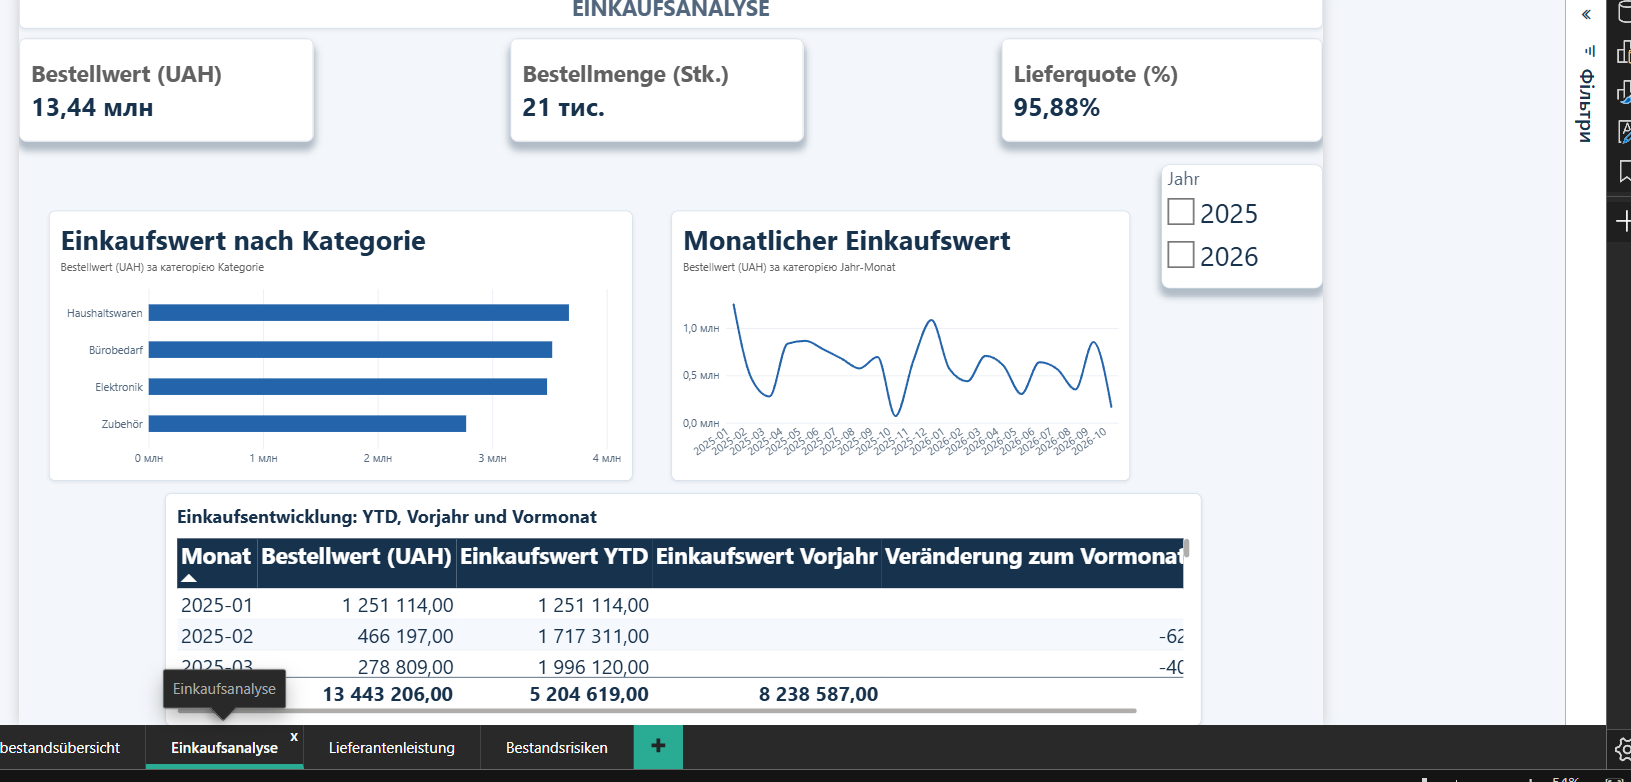 EINKAUFSANALYSE
Bestellwert (UAH)
13,44 млн
Bestellmenge (Stk.)
21 тис.
Lieferquote (%)
95,88%
«
Фільтри
Jahr
2025
2026
Einkaufswert nach Kategorie
Bestellwert (UAH) за категорією Kategorie
Haushaltswaren
Bürobedarf
Elektronik
Zubehör
0 млн 1 млн 2 млн 3 млн 4 млн
Monatlicher Einkaufswert
Bestellwert (UAH) за категорією Jahr-Monat
1,0 млн
0,5 млн
0,0 млн
2025-01 2025-02 2025-03 2025-04 2025-05 2025-06 2025-07 2025-08 2025-09 2025-10 2025-11 2025-12 2026-01 2026-02 2026-03 2026-04 2026-05 2026-06 2026-07 2026-08 2026-09 2026-10
Einkaufsentwicklung: YTD, Vorjahr und Vormonat
Monat Bestellwert (UAH) Einkaufswert YTD Einkaufswert Vorjahr Veränderung zum Vormonat
2025-01 1 251 114,00 1 251 114,00
2025-02 466 197,00 1 717 311,00 -62
2025-03 278 809,00 1 996 120,00 -40
13 443 206,00 5 204 619,00 8 238 587,00
Einkaufsanalyse
bestandsübersicht Einkaufsanalyse x Lieferantenleistung Bestandsrisiken +
54%